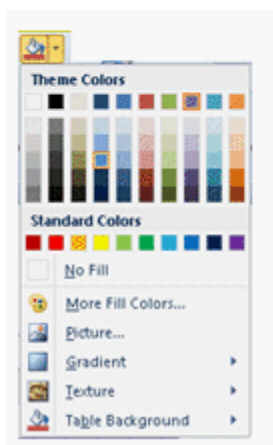 Theme Colors
Standard Colors
No Fill
More Fill Colors...
Picture...
Gradient
Texture
Table Background